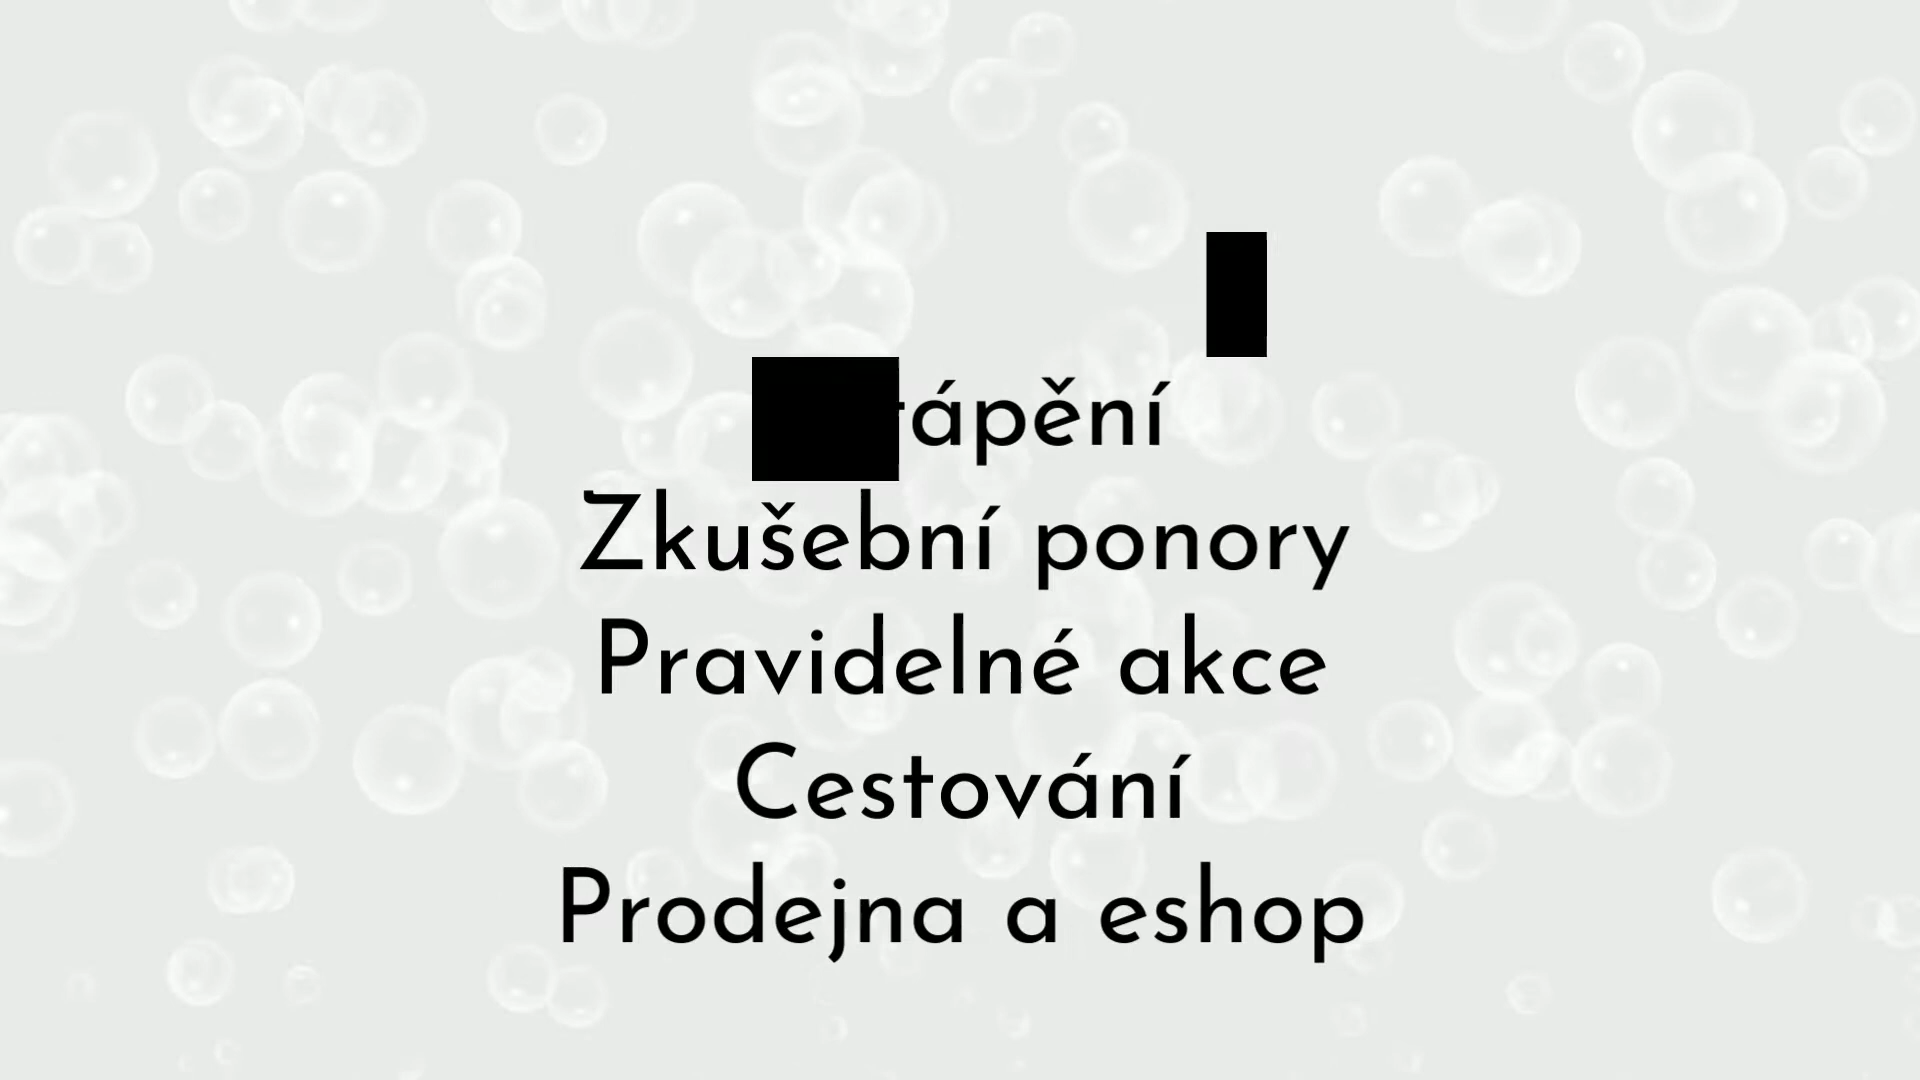 Zkušební ponory
Pravidelné akce
Cestování
Prodejna a eshop